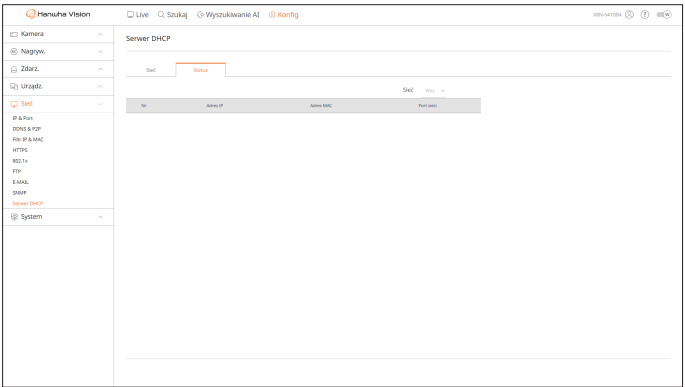 Hanwha Vision
Live Szukaj Wyszukiwanie AI Konfig
Kamera
Nagryw.
Zdarz.
Urządz.
Sieć
IP & Port
DDNS & P2P
Filtr IP & MAC
HTTPS
802.1x
FTP
E-MAIL
SNMP
Serwer DHCP
System
Serwer DHCP
Sieć Status
Sieć
Nr Adres IP Adres MAC Port sieci